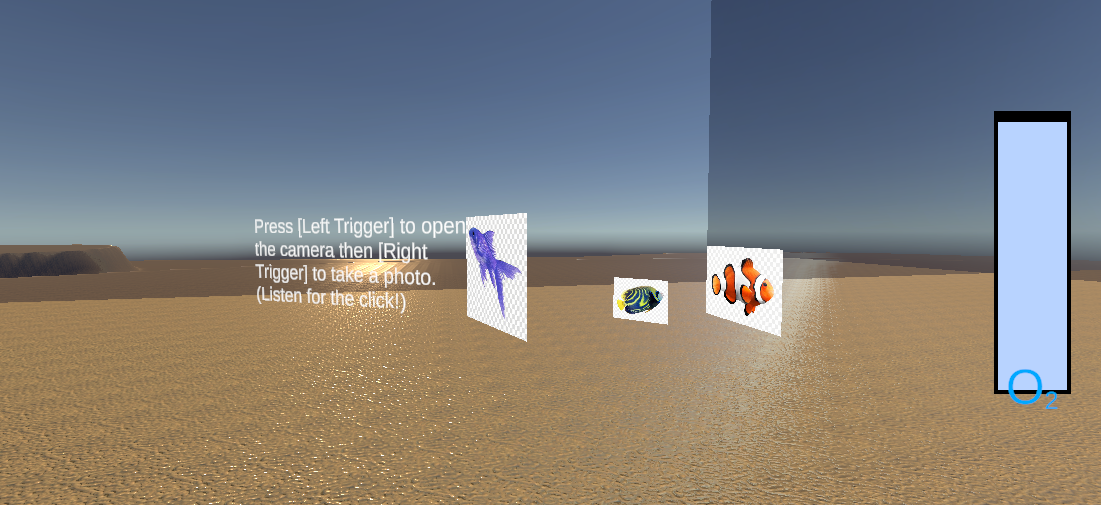 Press [Left Trigger] to open
the camera then [Right
Trigger] to take a photo.
(Listen for the click!)
O₂